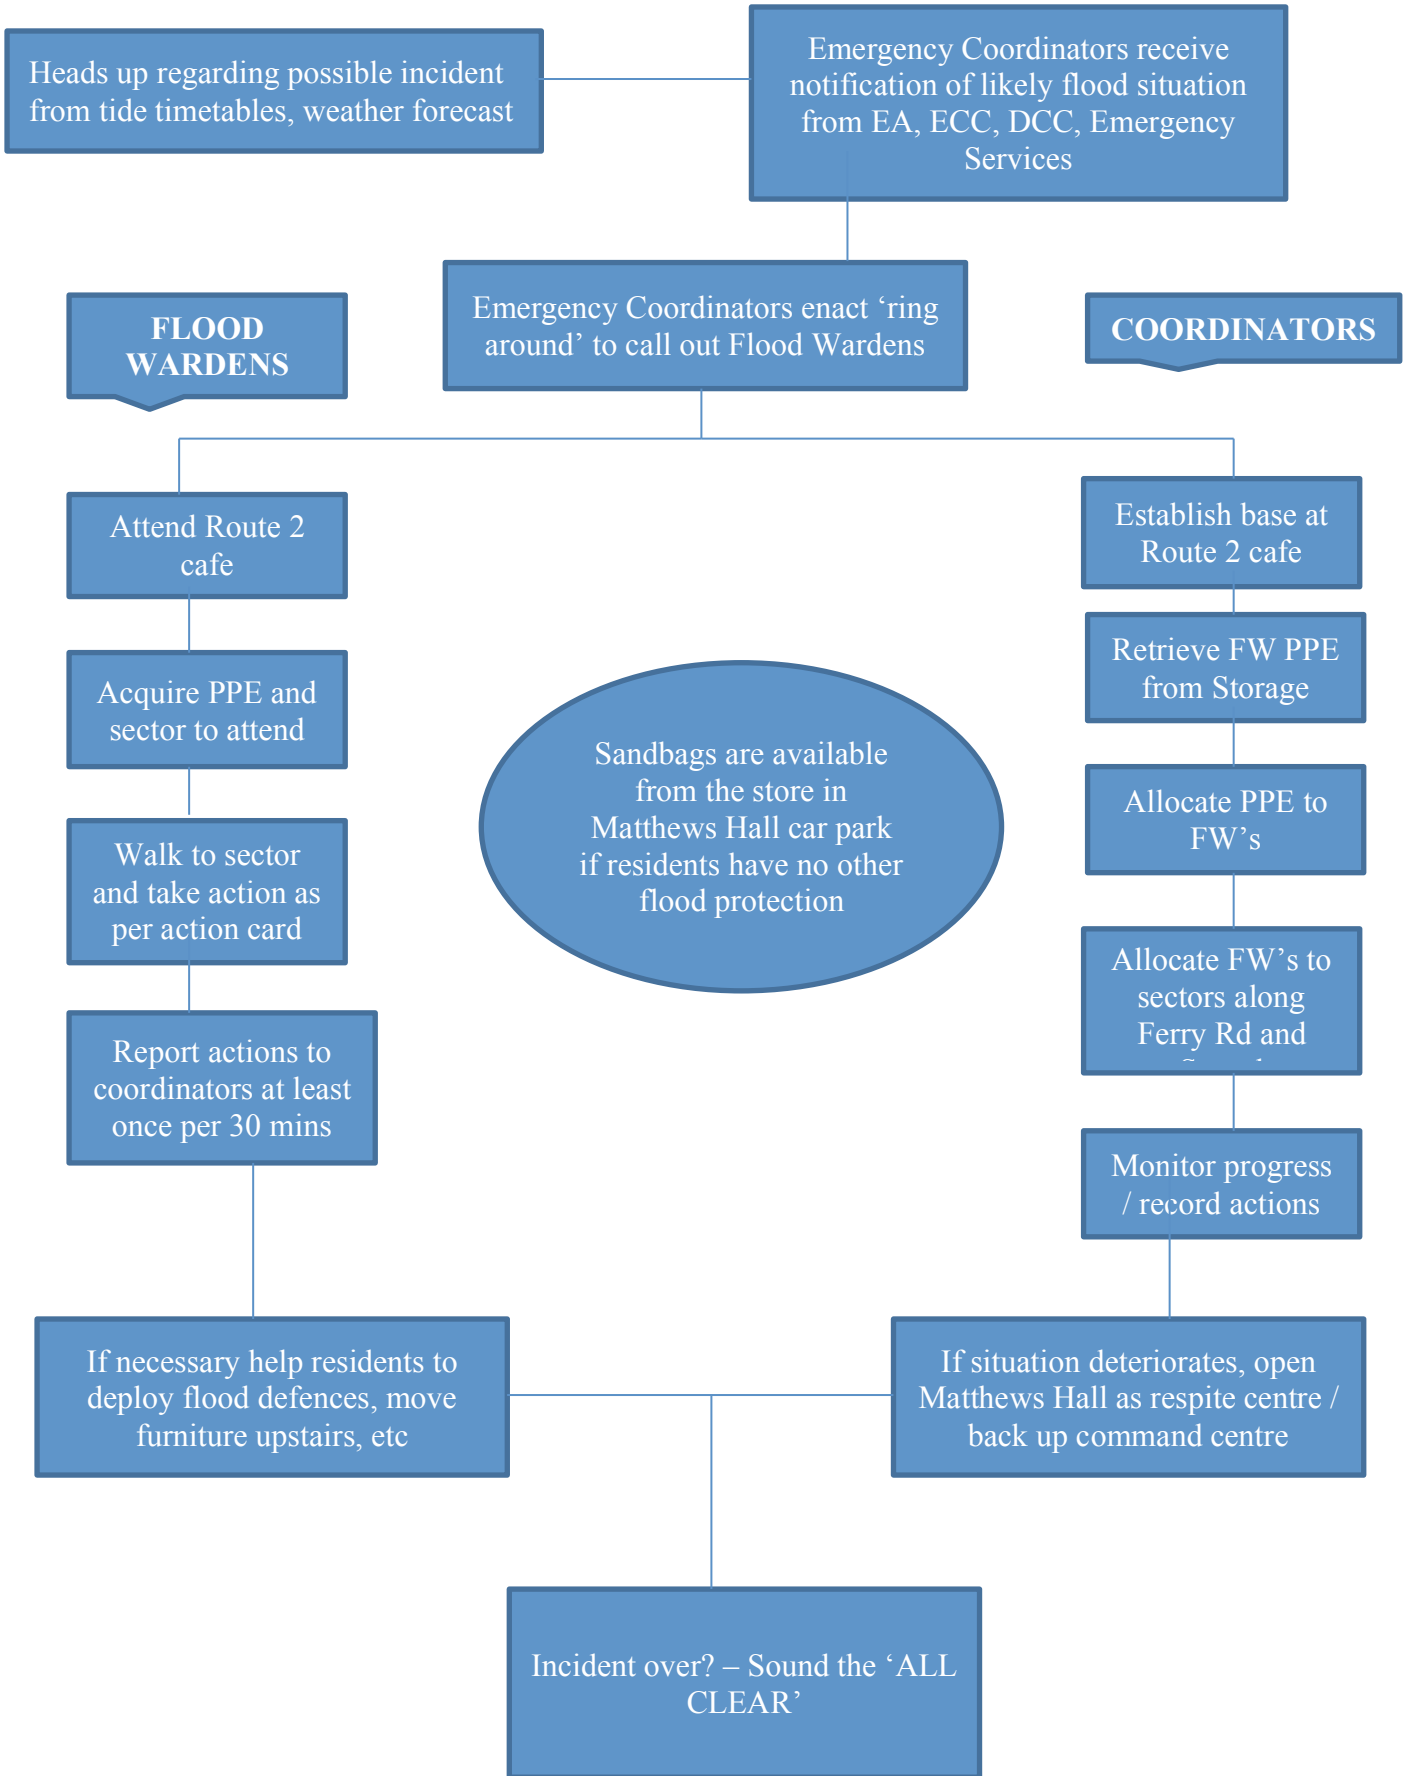 Heads up regarding possible incident
from tide timetables, weather forecast
Emergency Coordinators receive
notification of likely flood situation
from EA, ECC, DCC, Emergency
Services
Emergency Coordinators enact ‘ring
around’ to call out Flood Wardens
FLOOD
WARDENS
COORDINATORS
Attend Route 2
cafe
Acquire PPE and
sector to attend
Walk to sector
and take action as
per action card
Report actions to
coordinators at least
once per 30 mins
Sandbags are available
from the store in
Matthews Hall car park
if residents have no other
flood protection
Establish base at
Route 2 cafe
Retrieve FW PPE
from Storage
Allocate PPE to
FW’s
Allocate FW’s to
sectors along
Ferry Rd and
Monitor progress
/ record actions
If necessary help residents to
deploy flood defences, move
furniture upstairs, etc
If situation deteriorates, open
Matthews Hall as respite centre /
back up command centre
Incident over? – Sound the ‘ALL
CLEAR’